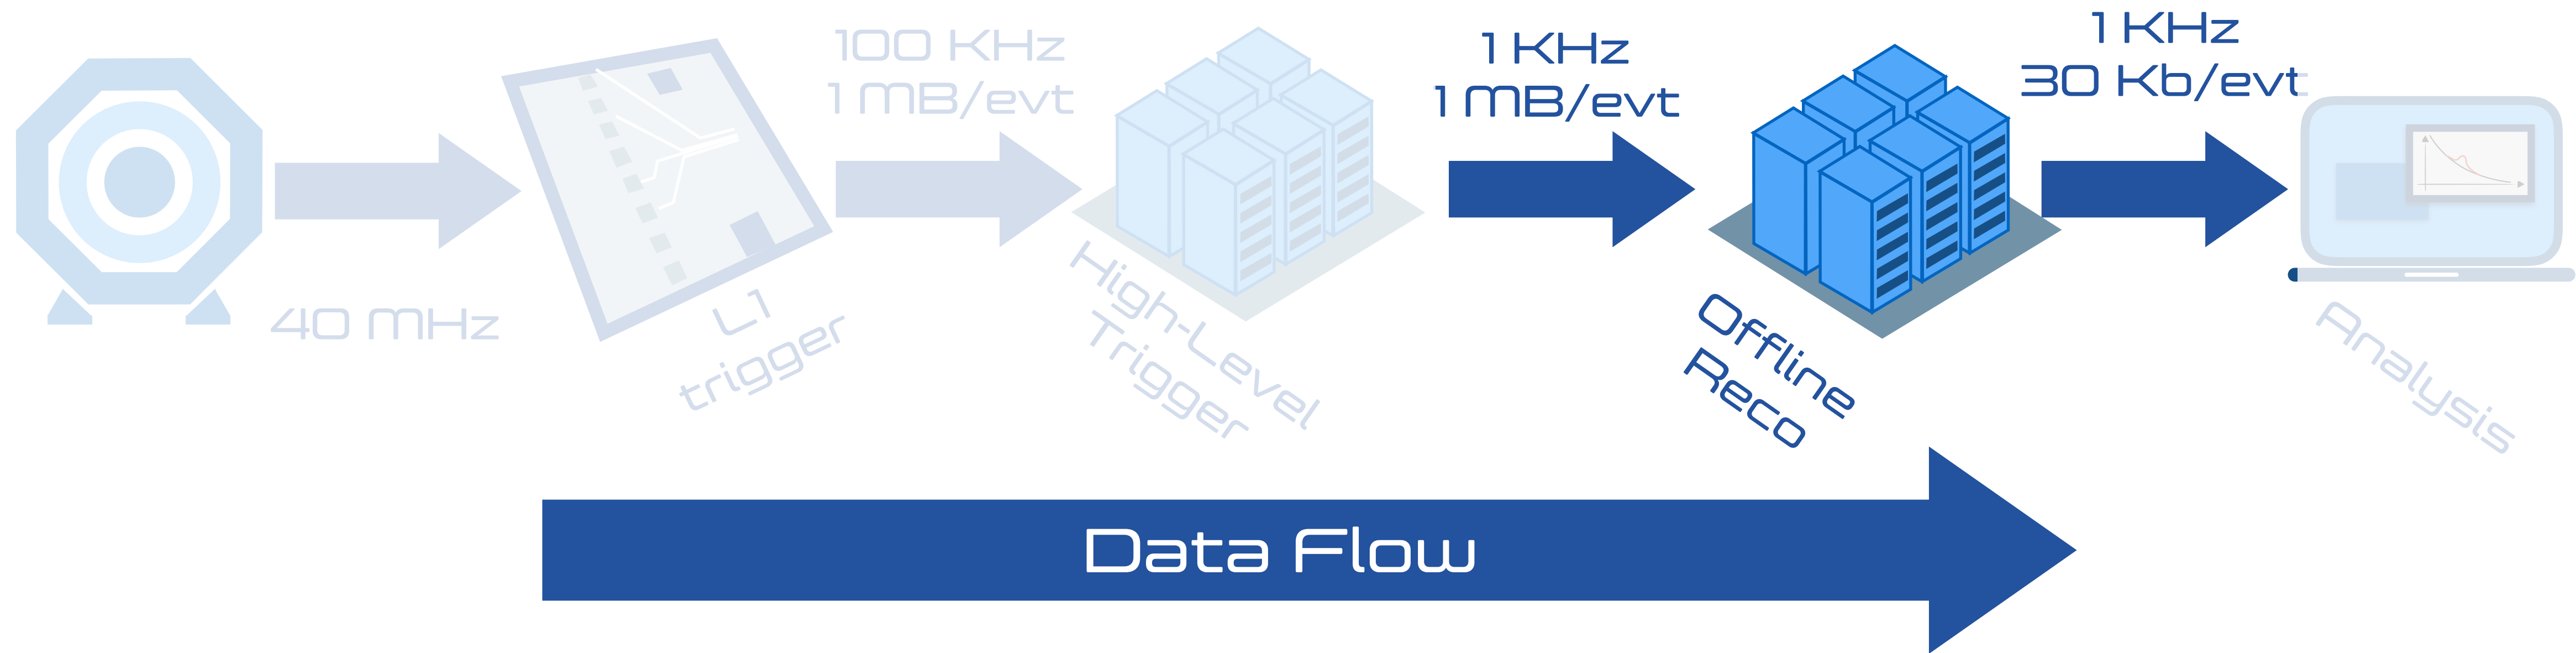 40 MHz
L1
trigger
100 KHz
1 MB/evt
High-Level
Trigger
1 KHz
1 MB/evt
Offline
Reco
1 KHz
30 Kb/evt
Analysis
Data Flow